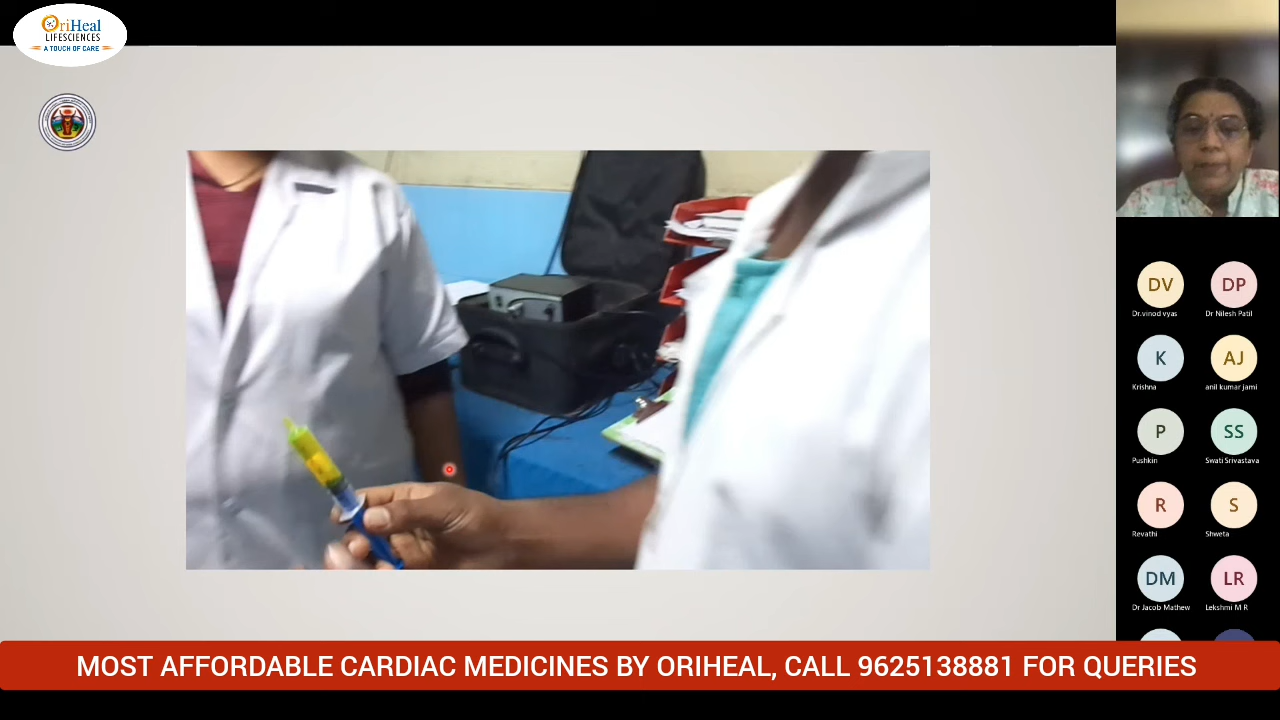 OriHeal
LIFESCIENCES
A TOUCH OF CARE
DV
DP
Dr.vinod vyas
Dr Nilesh Patil
K
AJ
Krishna
anil kumar jami
P
SS
Pushkin
Swati Srivastava
R
S
Revathi
Shweta
DM
LR
Dr Jacob Mathew
Lekshmi M R
MOST AFFORDABLE CARDIAC MEDICINES BY ORIHEAL, CALL 9625138881 FOR QUERIES